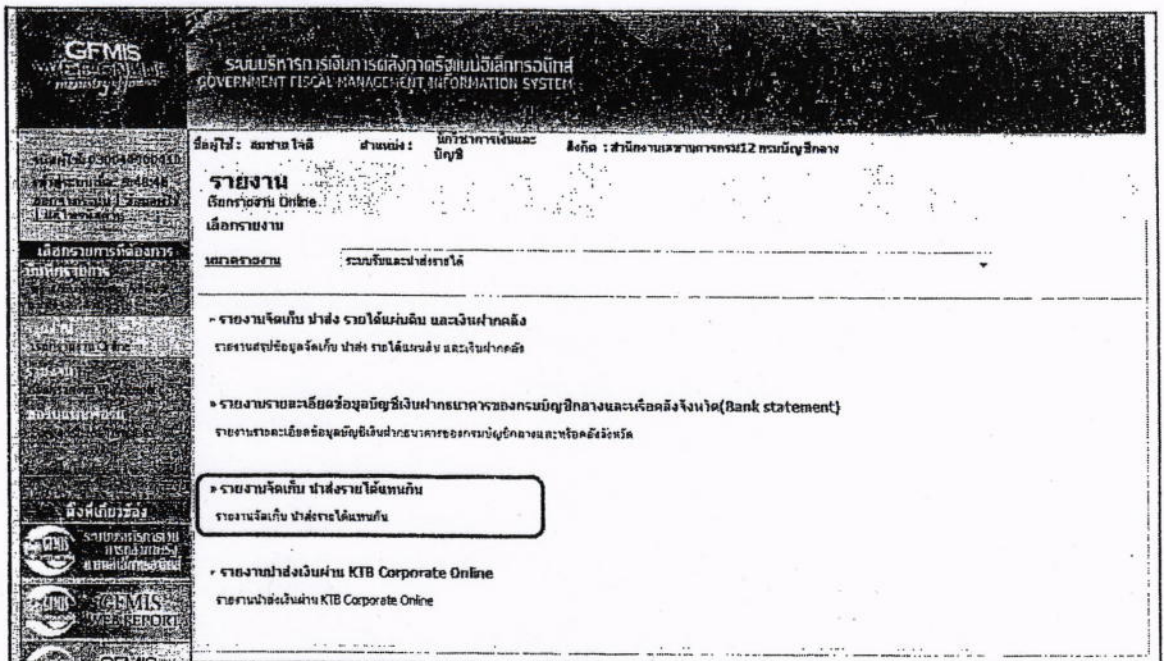 GFMIS
ระบบบริหารการเงินการคลังภาครัฐแบบอิเล็กทรอนิกส์
GOVERNMENT FISCAL MANAGEMENT INFORMATION SYSTEM
ชื่อผู้ใช้ : สมชาย ใจดี ตำแหน่ง : นักวิชาการเงินและบัญชี สังกัด : สำนักงานเลขานุการกรม12 กรมบัญชีกลาง
รายงาน
เรียกรายงาน Online
เลือกรายงาน
หมวดรายงาน ระบบรับและนำส่งรายได้
เลือกรายการที่ต้องการ
บันทึกรายการ
» รายงานจัดเก็บ นำส่ง รายได้แผ่นดิน และเงินฝากคลัง
รายงานสรุปข้อมูลจัดเก็บ นำส่ง รายได้แผ่นดิน และเงินฝากคลัง
» รายงานรายละเอียดข้อมูลบัญชีเงินฝากธนาคารของกรมบัญชีกลางและหรือคลังจังหวัด(Bank statement)
รายงานรายละเอียดข้อมูลบัญชีเงินฝากธนาคารของกรมบัญชีกลางและหรือคลังจังหวัด
» รายงานจัดเก็บ นำส่งรายได้แทนกัน
รายงานจัดเก็บ นำส่งรายได้แทนกัน
» รายงานนำส่งเงินผ่าน KTB Corporate Online
รายงานนำส่งเงินผ่าน KTB Corporate Online
ลิงค์ที่เกี่ยวข้อง
GFMIS
WEB REPORT